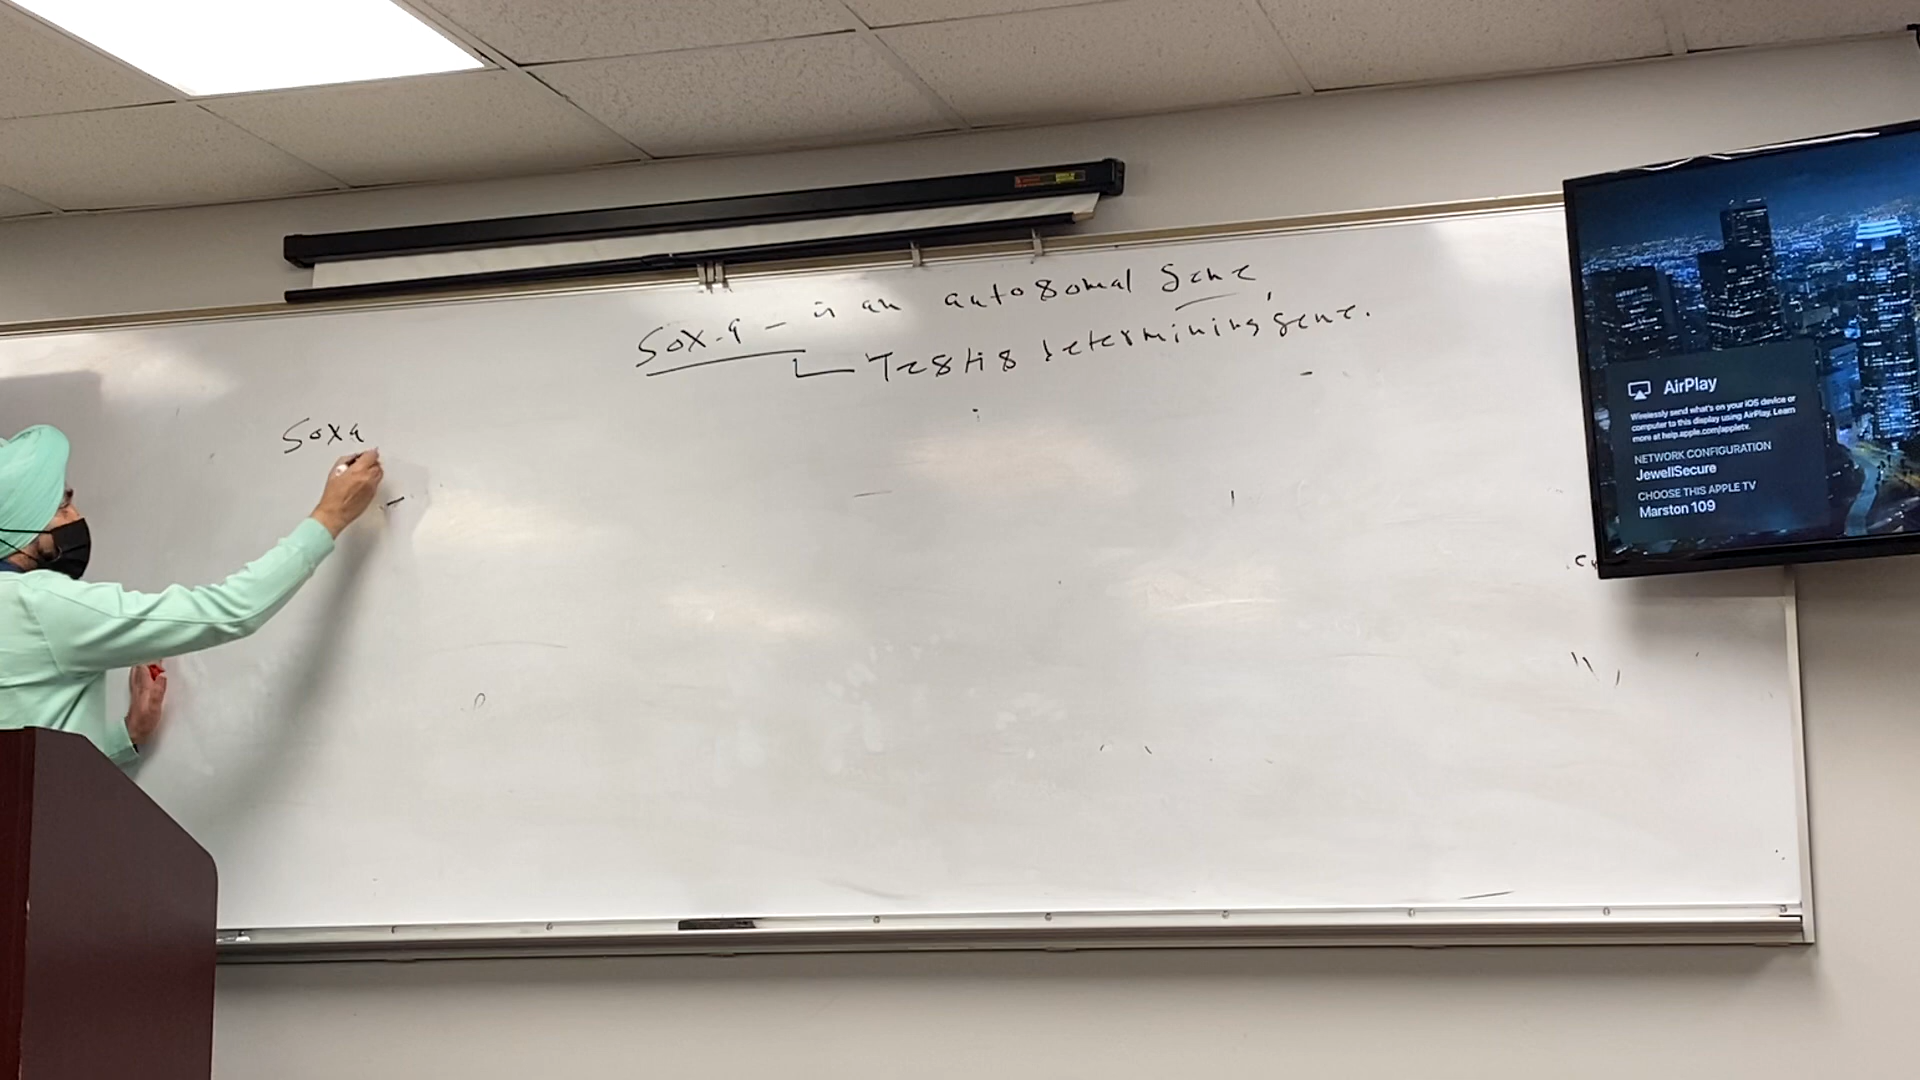 Sox-9 - is an autosomal gene,
Testis determining gene.
Sox9
AirPlay
Wirelessly send what's on your iOS device or
computer to this display using AirPlay. Learn
more at help.apple.com/appletv.
NETWORK CONFIGURATION
JewellSecure
CHOOSE THIS APPLE TV
Marston 109